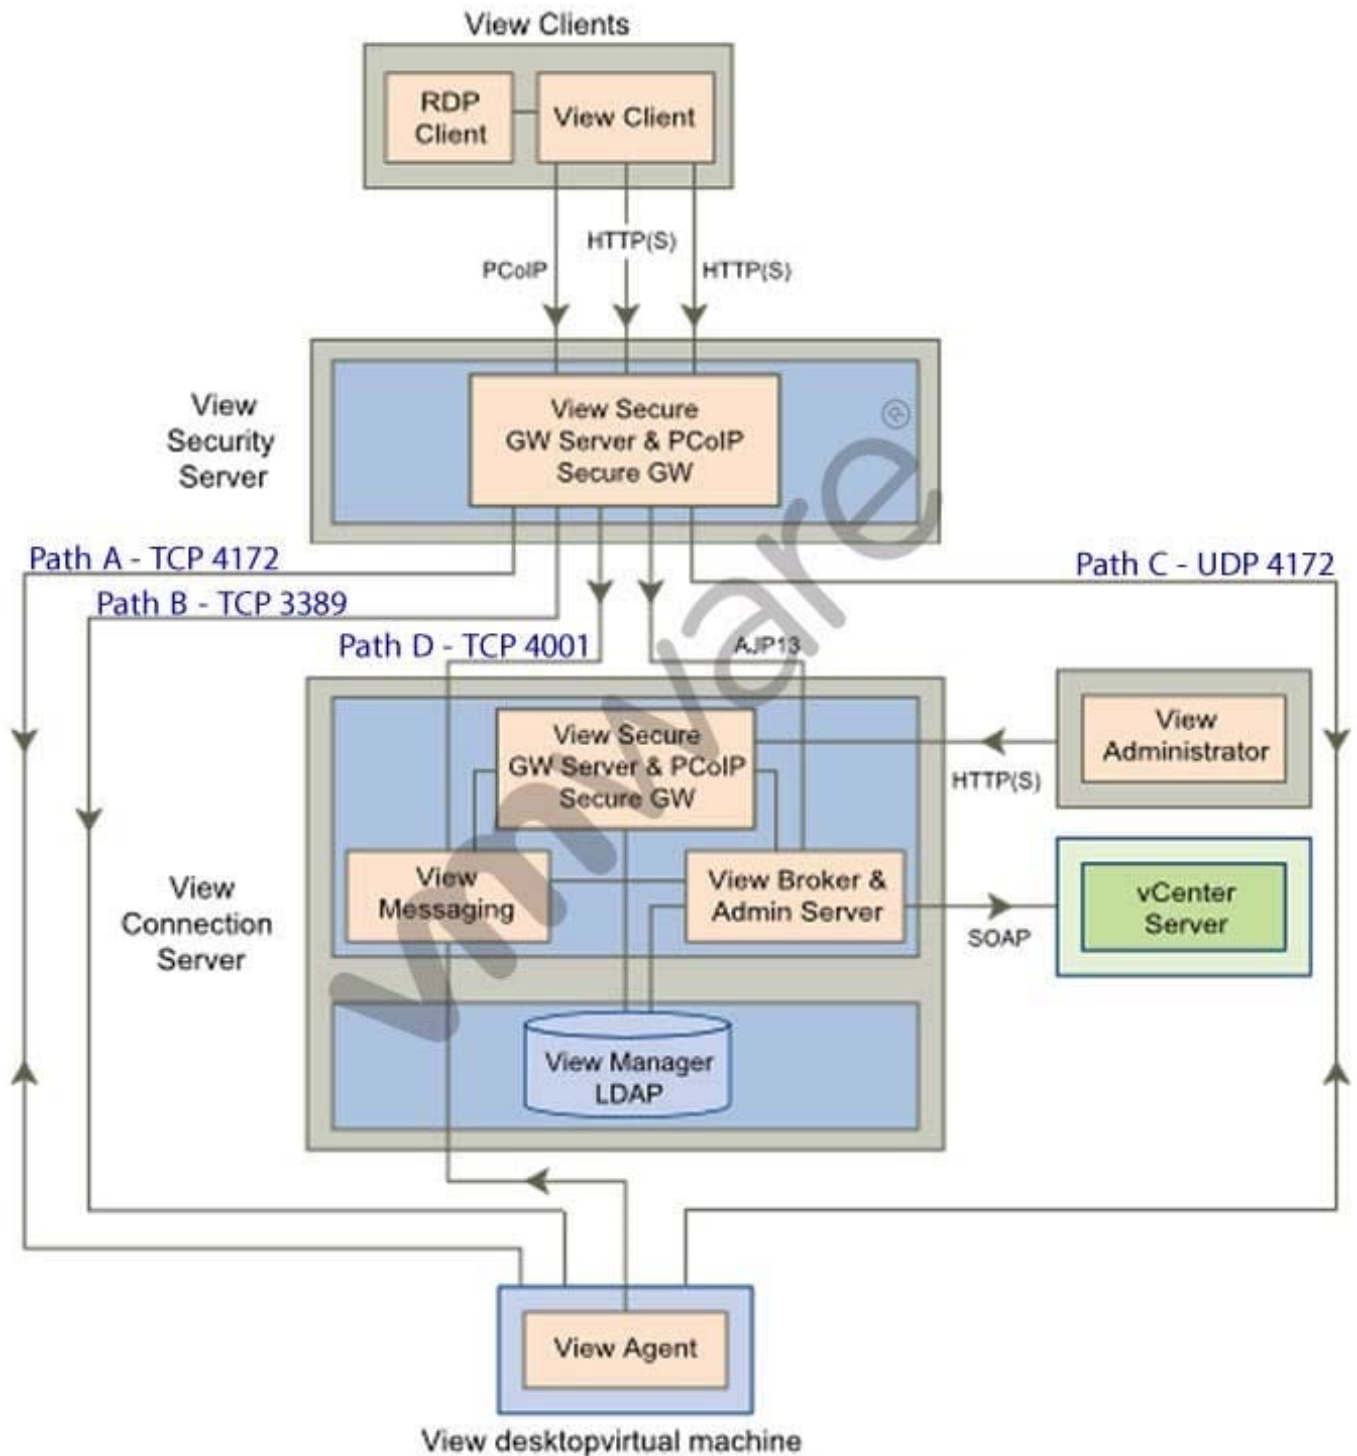 View Clients
RDP
Client
View Client
HTTP(S)
PCoIP
HTTP(S)
View
Security
Server
View Secure
GW Server & PCoIP
Secure GW
Path A - TCP 4172
Path B - TCP 3389
Path C - UDP 4172
Path D - TCP 4001
AJP13
View Secure
GW Server & PCoIP
Secure GW
View
Administrator
HTTP(S)
View
Connection
Server
View
Messaging
View Broker &
Admin Server
SOAP
vCenter
Server
View Manager
LDAP
View Agent
View desktopvirtual machine
vmware®